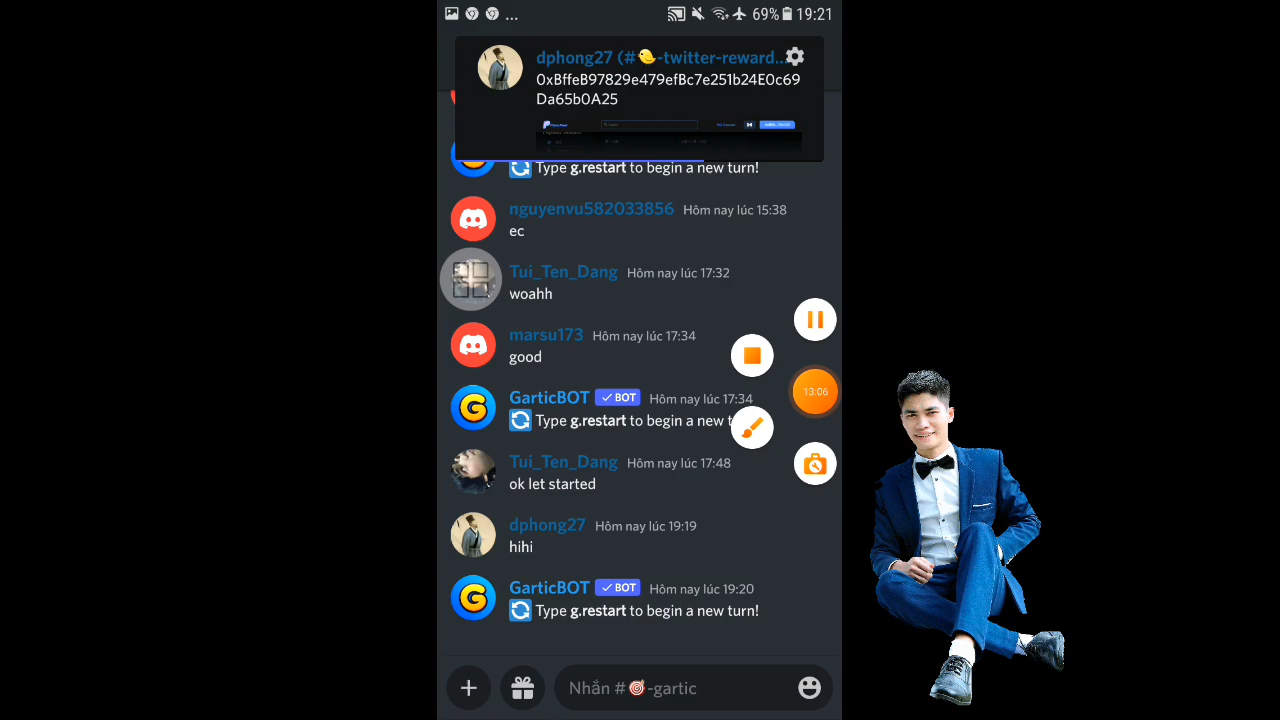 ... 69% 19:21
dphong27 (#🐤-twitter-reward...
0xBffeB97829e479efBc7e251b24E0c69
Da65b0A25
Type g.restart to begin a new turn!
nguyenvu582033856 Hôm nay lúc 15:38
ec
Tui_Ten_Dang Hôm nay lúc 17:32
woahh
marsu173 Hôm nay lúc 17:34
good
GarticBOT ✓ BOT Hôm nay lúc 17:34
Type g.restart to begin a new t
13:06
Tui_Ten_Dang Hôm nay lúc 17:48
ok let started
dphong27 Hôm nay lúc 19:19
hihi
GarticBOT ✓ BOT Hôm nay lúc 19:20
Type g.restart to begin a new turn!
Nhắn #🎯-gartic